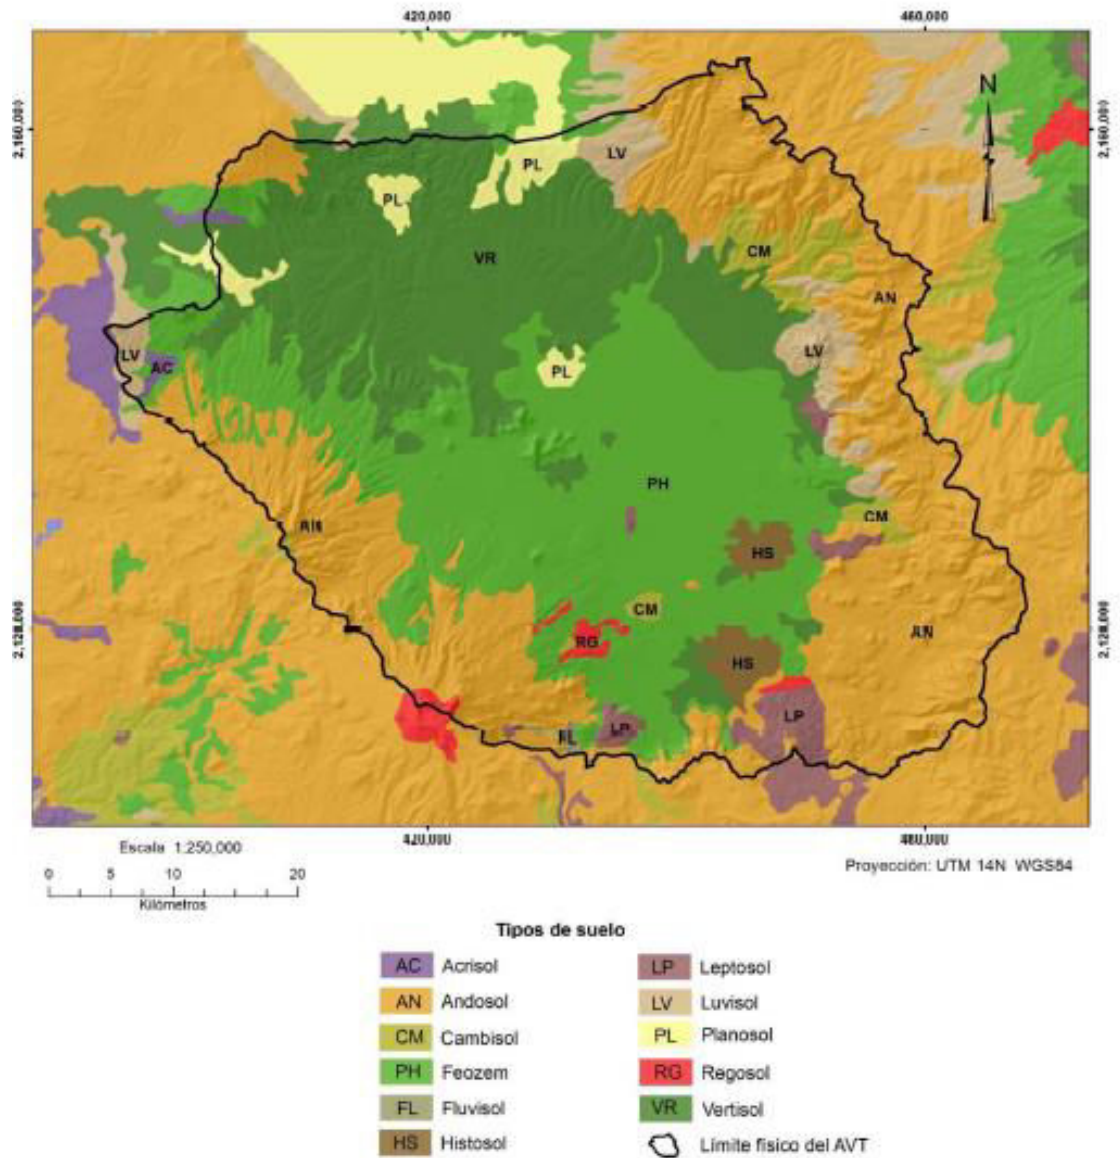 420,000 460,000
N
2,160,000 2,160,000
LV
PL
PL
CM
VR
AN
LV LV
AC
PL
PH
CM
AN
HS
CM
2,120,000 2,120,000
RG
AN
HS
LP
LP
FL
420,000 460,000
Escala 1:250,000
Proyección: UTM 14N WGS84
0 5 10 20
Kilómetros
Tipos de suelo
AC Acrisol LP Leptosol
AN Andosol LV Luvisol
CM Cambisol PL Planosol
PH Feozem RG Regosol
FL Fluvisol VR Vertisol
HS Histosol Límite físico del AVT